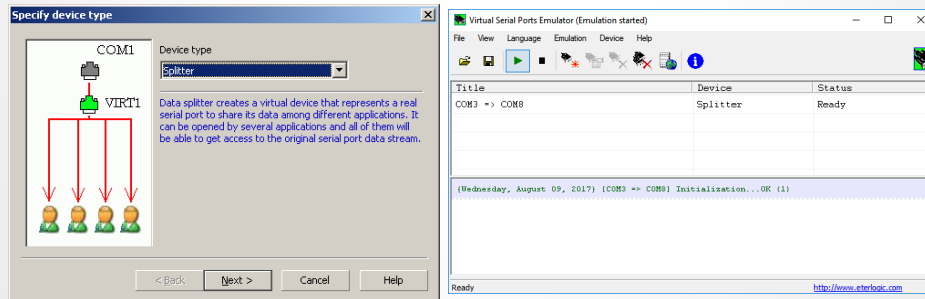 Specify device type
COM1
VIRT1
Device type
Splitter
Data splitter creates a virtual device that represents a real
serial port to share its data among different applications. It
can be opened by several applications and all of them will
be able to get access to the original serial port data stream.
< Back
Next >
Cancel
Help
Virtual Serial Ports Emulator (Emulation started)
File View Language Emulation Device Help
Title Device Status
COM3 => COM8 Splitter Ready
{Wednesday, August 09, 2017} [COM3 => COM8] Initialization...OK (1)
Ready http://www.eterlogic.com